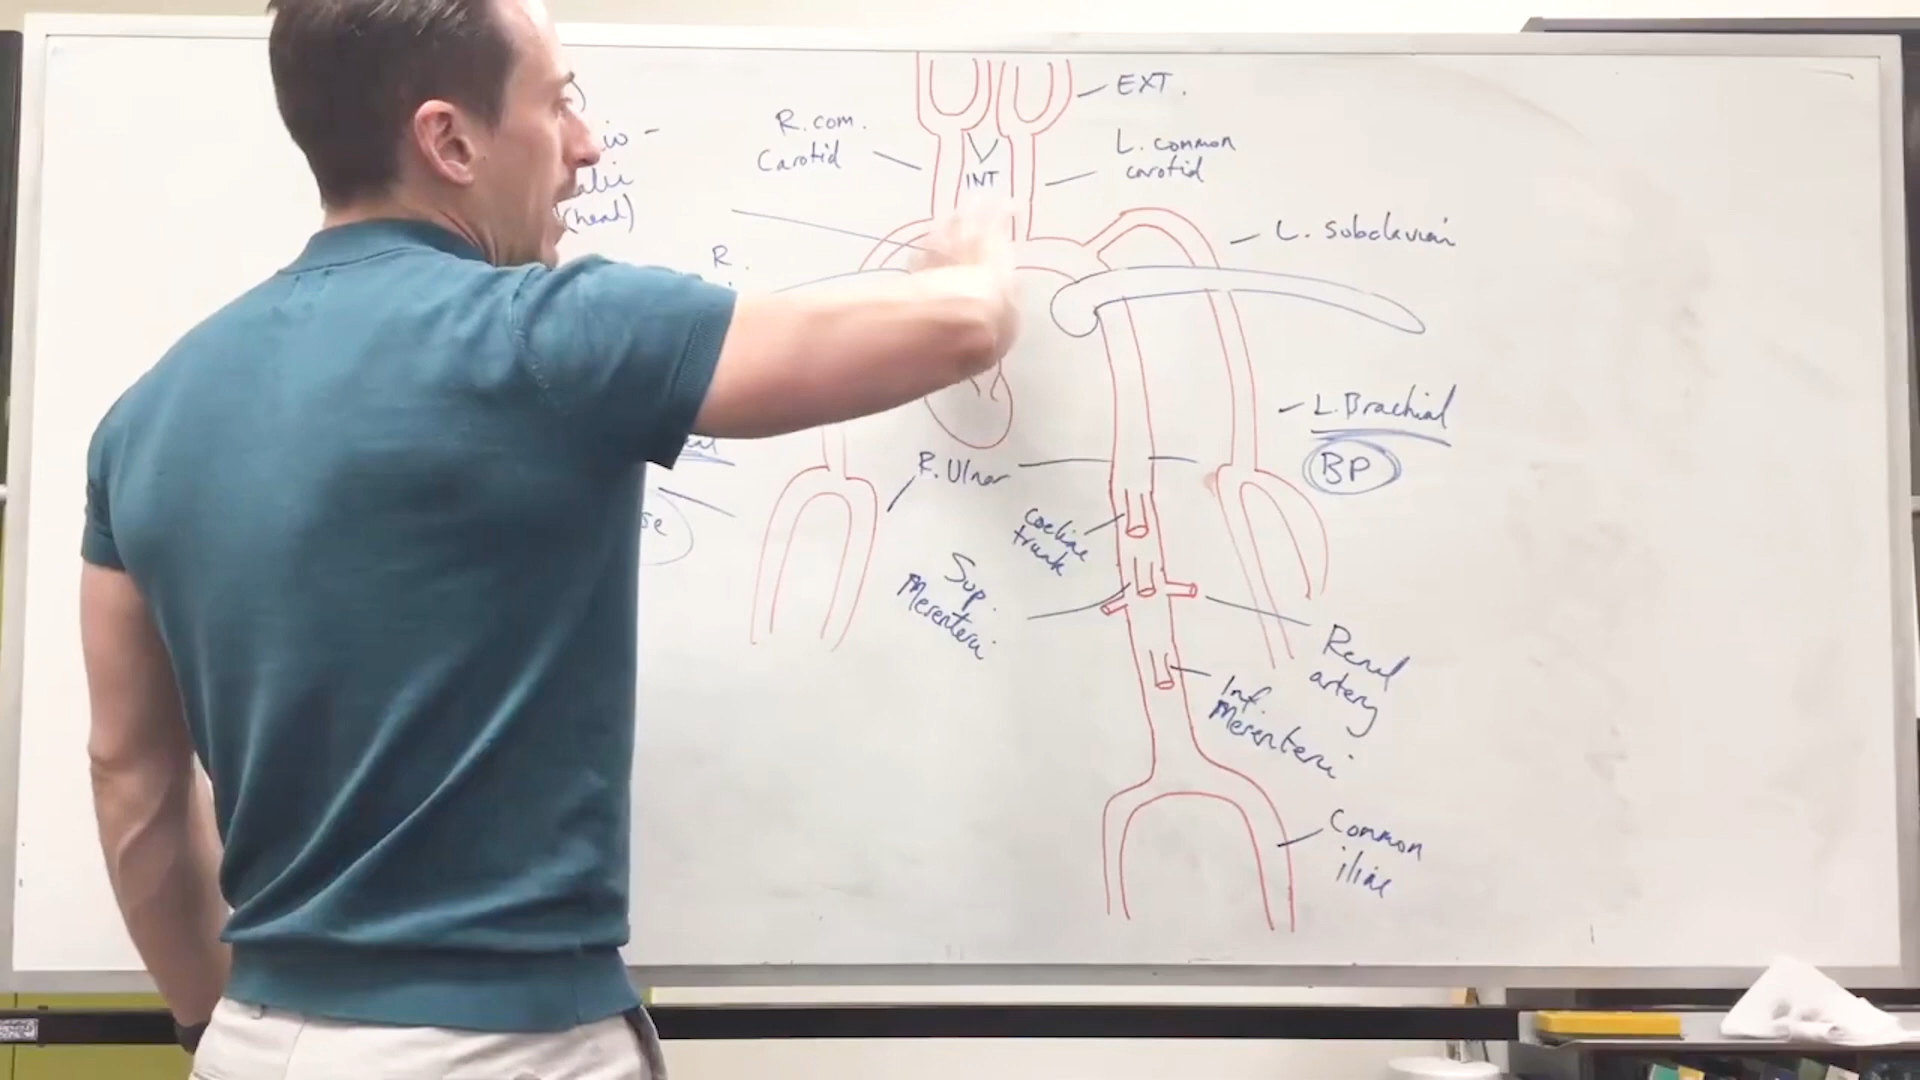 EXT.
R. com.
Carotid
L. common
carotid
INT
(head)
R.
L. Subclavian
L. Brachial
BP
R. Ulnar
coeliac
trunk
Sup.
Mesenteric
Renal
artery
Inf.
Mesenteric
Common
iliac